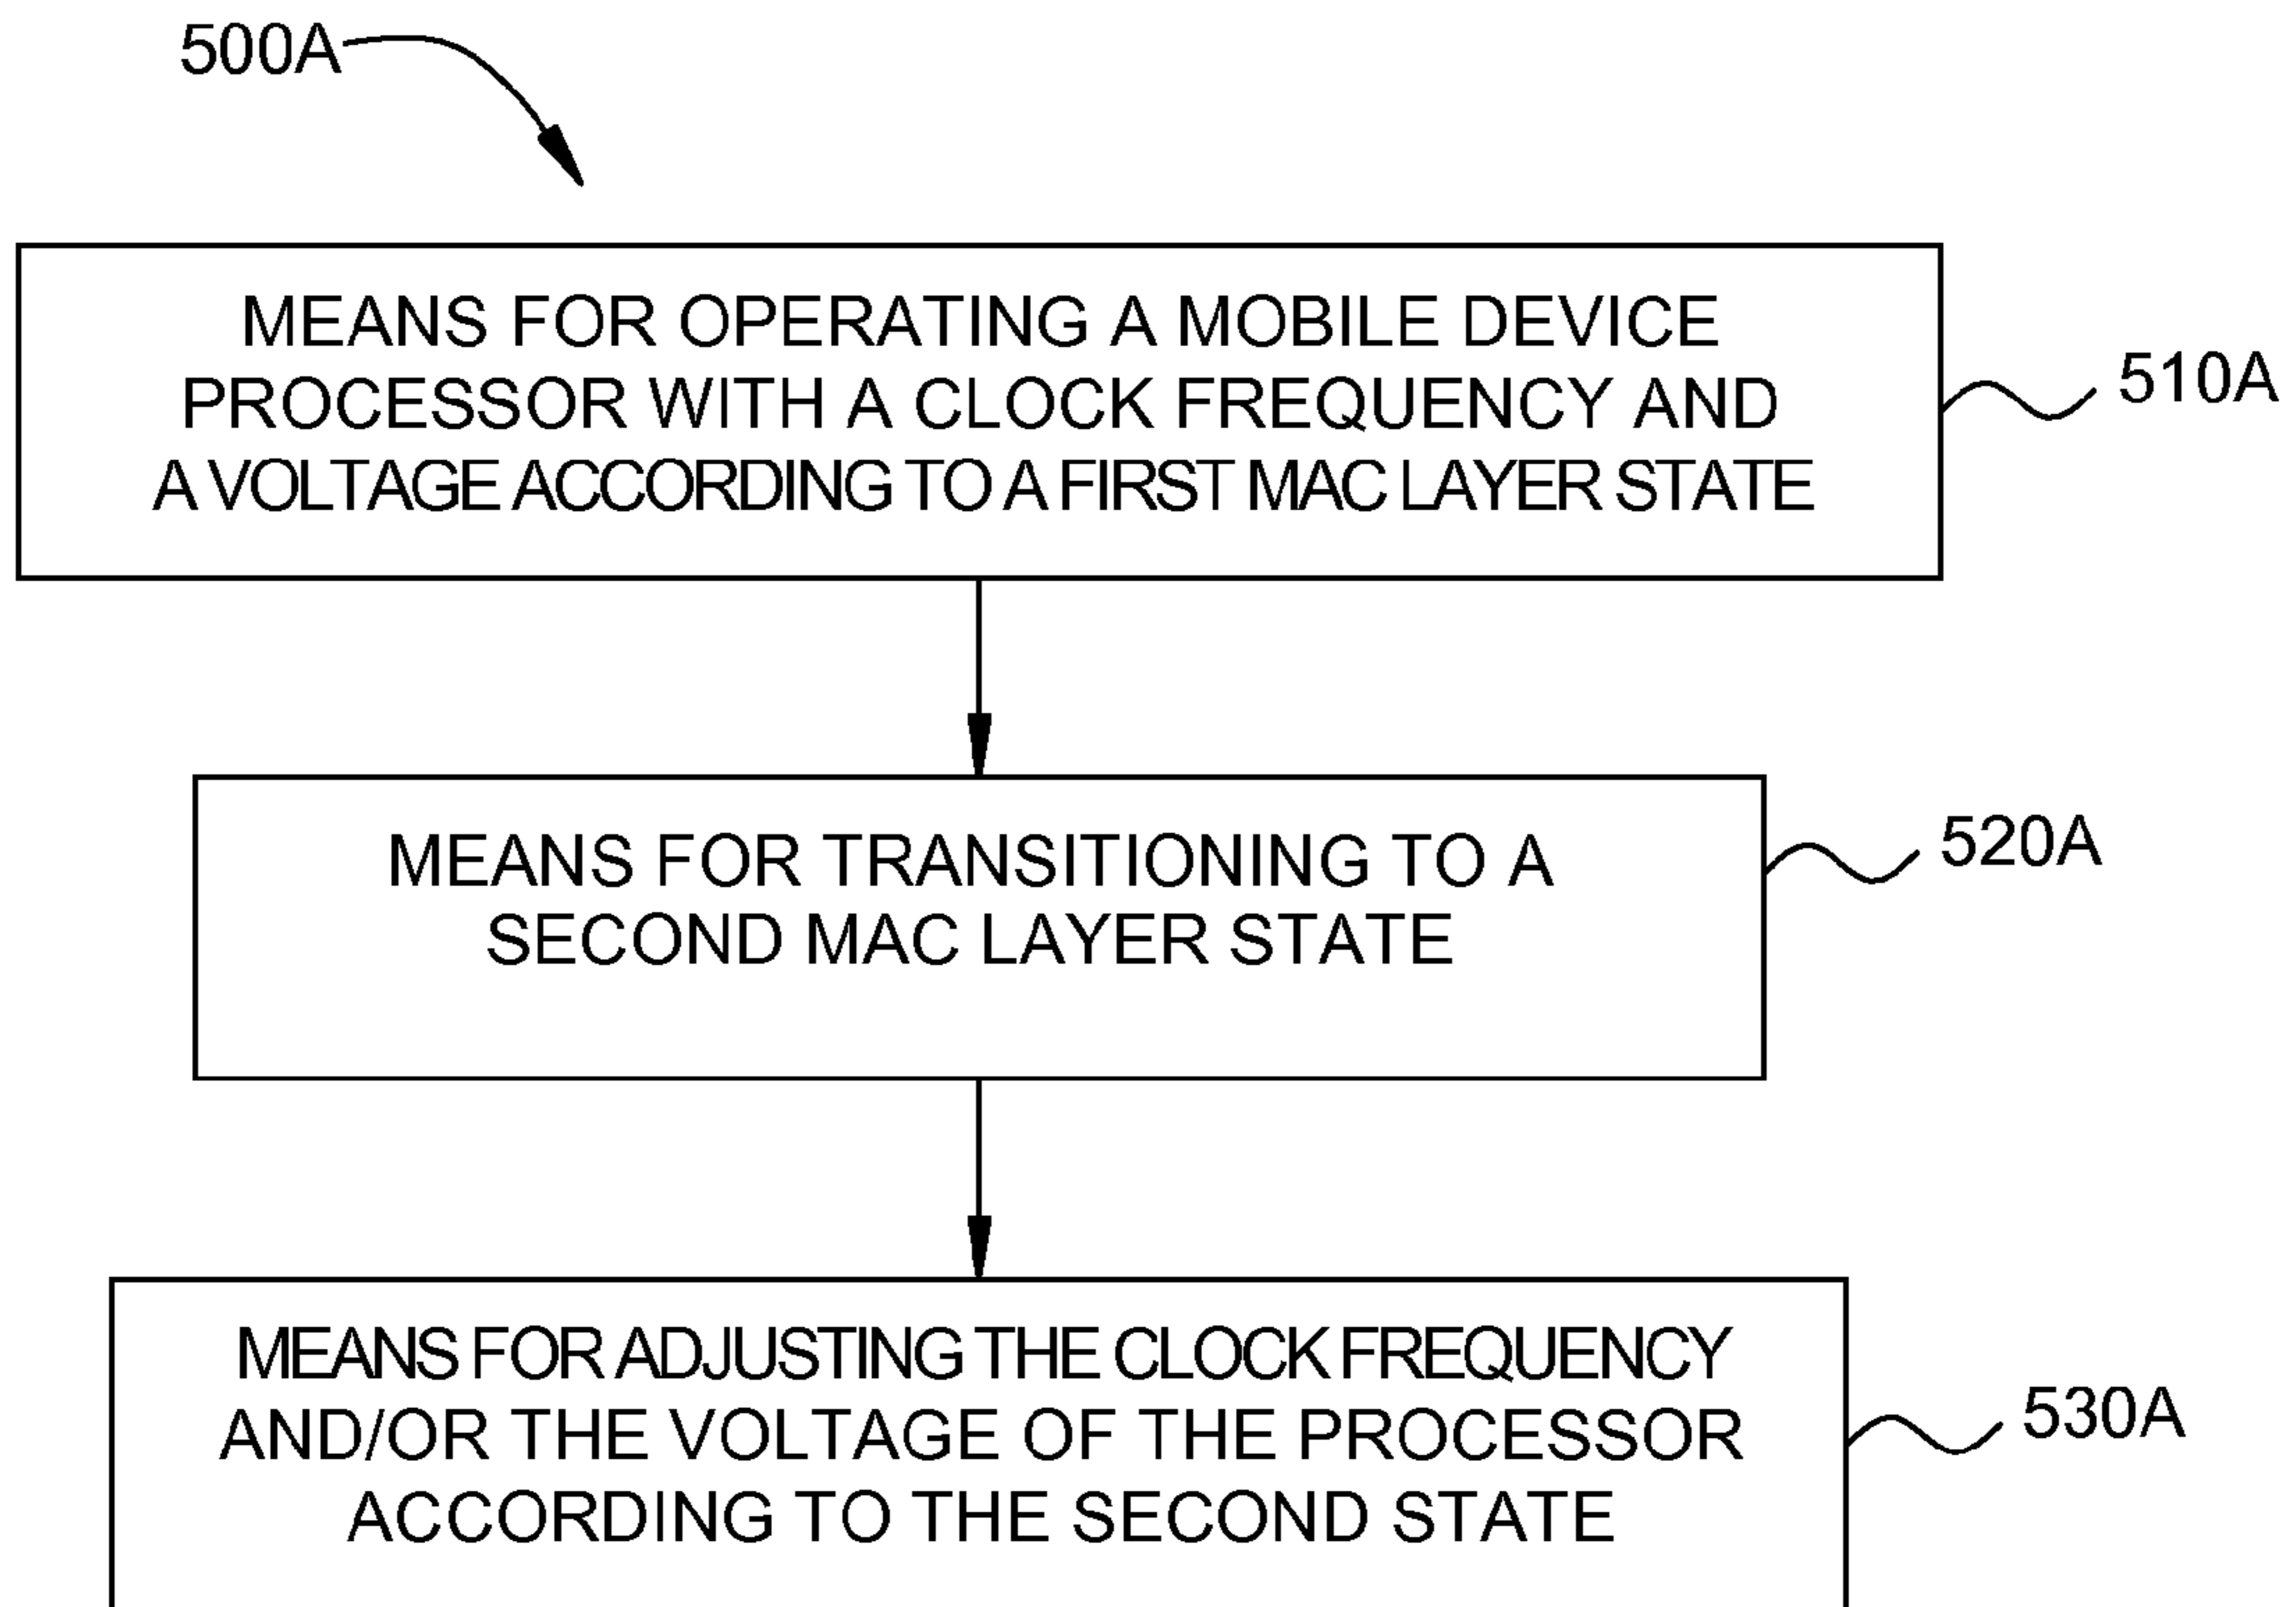 500A
MEANS FOR OPERATING A MOBILE DEVICE
PROCESSOR WITH A CLOCK FREQUENCY AND
A VOLTAGE ACCORDING TO A FIRST MAC LAYER STATE
510A
MEANS FOR TRANSITIONING TO A
SECOND MAC LAYER STATE
520A
MEANS FOR ADJUSTING THE CLOCK FREQUENCY
AND/OR THE VOLTAGE OF THE PROCESSOR
ACCORDING TO THE SECOND STATE
530A